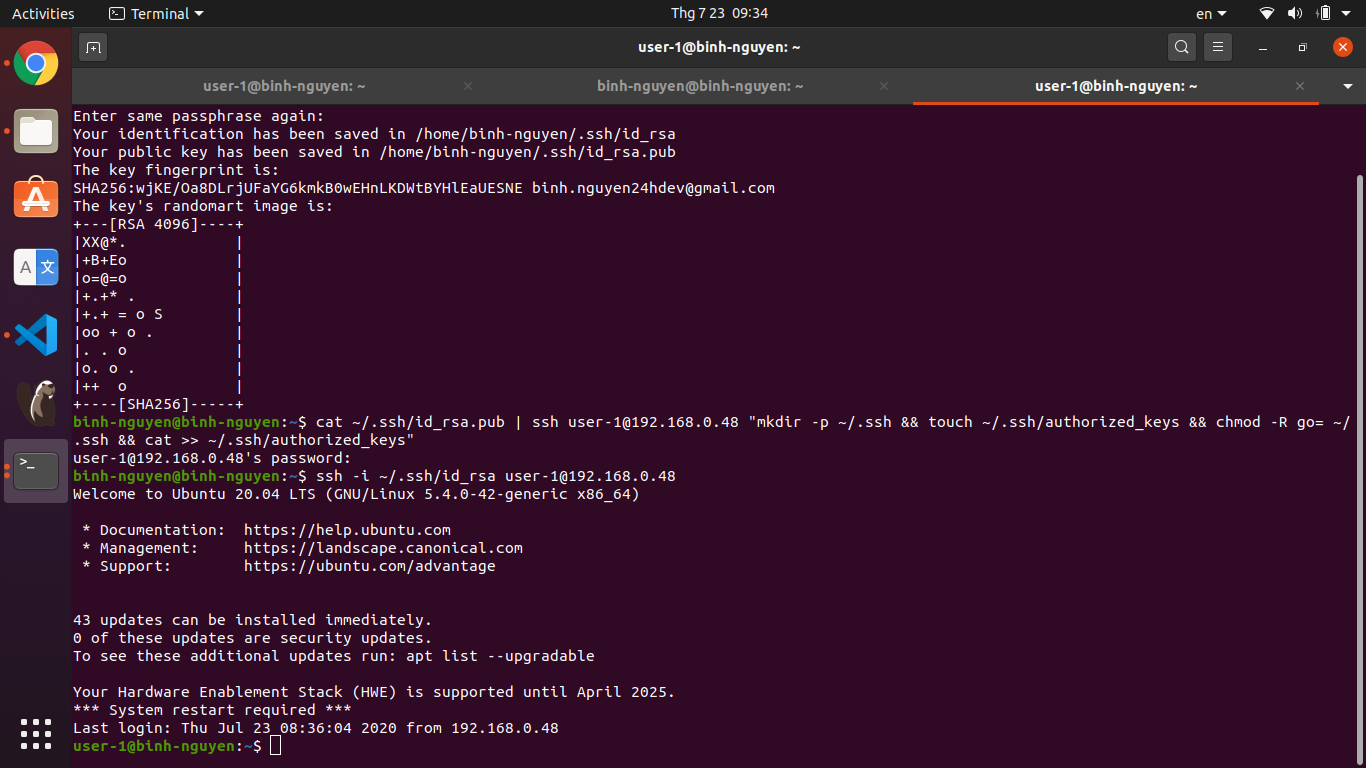 Activities
Terminal
Thg 7 23 09:34
en
user-1@binh-nguyen: ~
user-1@binh-nguyen: ~
binh-nguyen@binh-nguyen: ~
user-1@binh-nguyen: ~
Enter same passphrase again:
Your identification has been saved in /home/binh-nguyen/.ssh/id_rsa
Your public key has been saved in /home/binh-nguyen/.ssh/id_rsa.pub
The key fingerprint is:
SHA256:wjKE/Oa8DLrjUFaYG6kmkB0wEHnLKDWtBYHlEaUESNE binh.nguyen24hdev@gmail.com
The key's randomart image is:
+---[RSA 4096]----+
|XX@*.            |
|+B+Eo            |
|o=@=o            |
|+.+* .           |
|+.+ = o S        |
|oo + o .         |
|. . o            |
|o. o .           |
|++  o            |
+----[SHA256]-----+
binh-nguyen@binh-nguyen:~$ cat ~/.ssh/id_rsa.pub | ssh user-1@192.168.0.48 "mkdir -p ~/.ssh && touch ~/.ssh/authorized_keys && chmod -R go= ~/
.ssh && cat >> ~/.ssh/authorized_keys"
user-1@192.168.0.48's password:
binh-nguyen@binh-nguyen:~$ ssh -i ~/.ssh/id_rsa user-1@192.168.0.48
Welcome to Ubuntu 20.04 LTS (GNU/Linux 5.4.0-42-generic x86_64)
 * Documentation:  https://help.ubuntu.com
 * Management:     https://landscape.canonical.com
 * Support:        https://ubuntu.com/advantage
43 updates can be installed immediately.
0 of these updates are security updates.
To see these additional updates run: apt list --upgradable
Your Hardware Enablement Stack (HWE) is supported until April 2025.
*** System restart required ***
Last login: Thu Jul 23 08:36:04 2020 from 192.168.0.48
user-1@binh-nguyen:~$